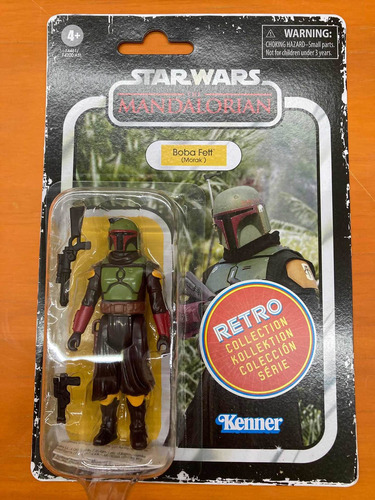 4+
WARNING:
CHOKING HAZARD–Small parts.
Not for children under 3 years.
STAR WARS
THE
MANDALORIAN
Boba Fett
(Morak)
RETRO
COLLECTION
KOLLEKTION
COLECCIÓN
SÉRIE
Kenner